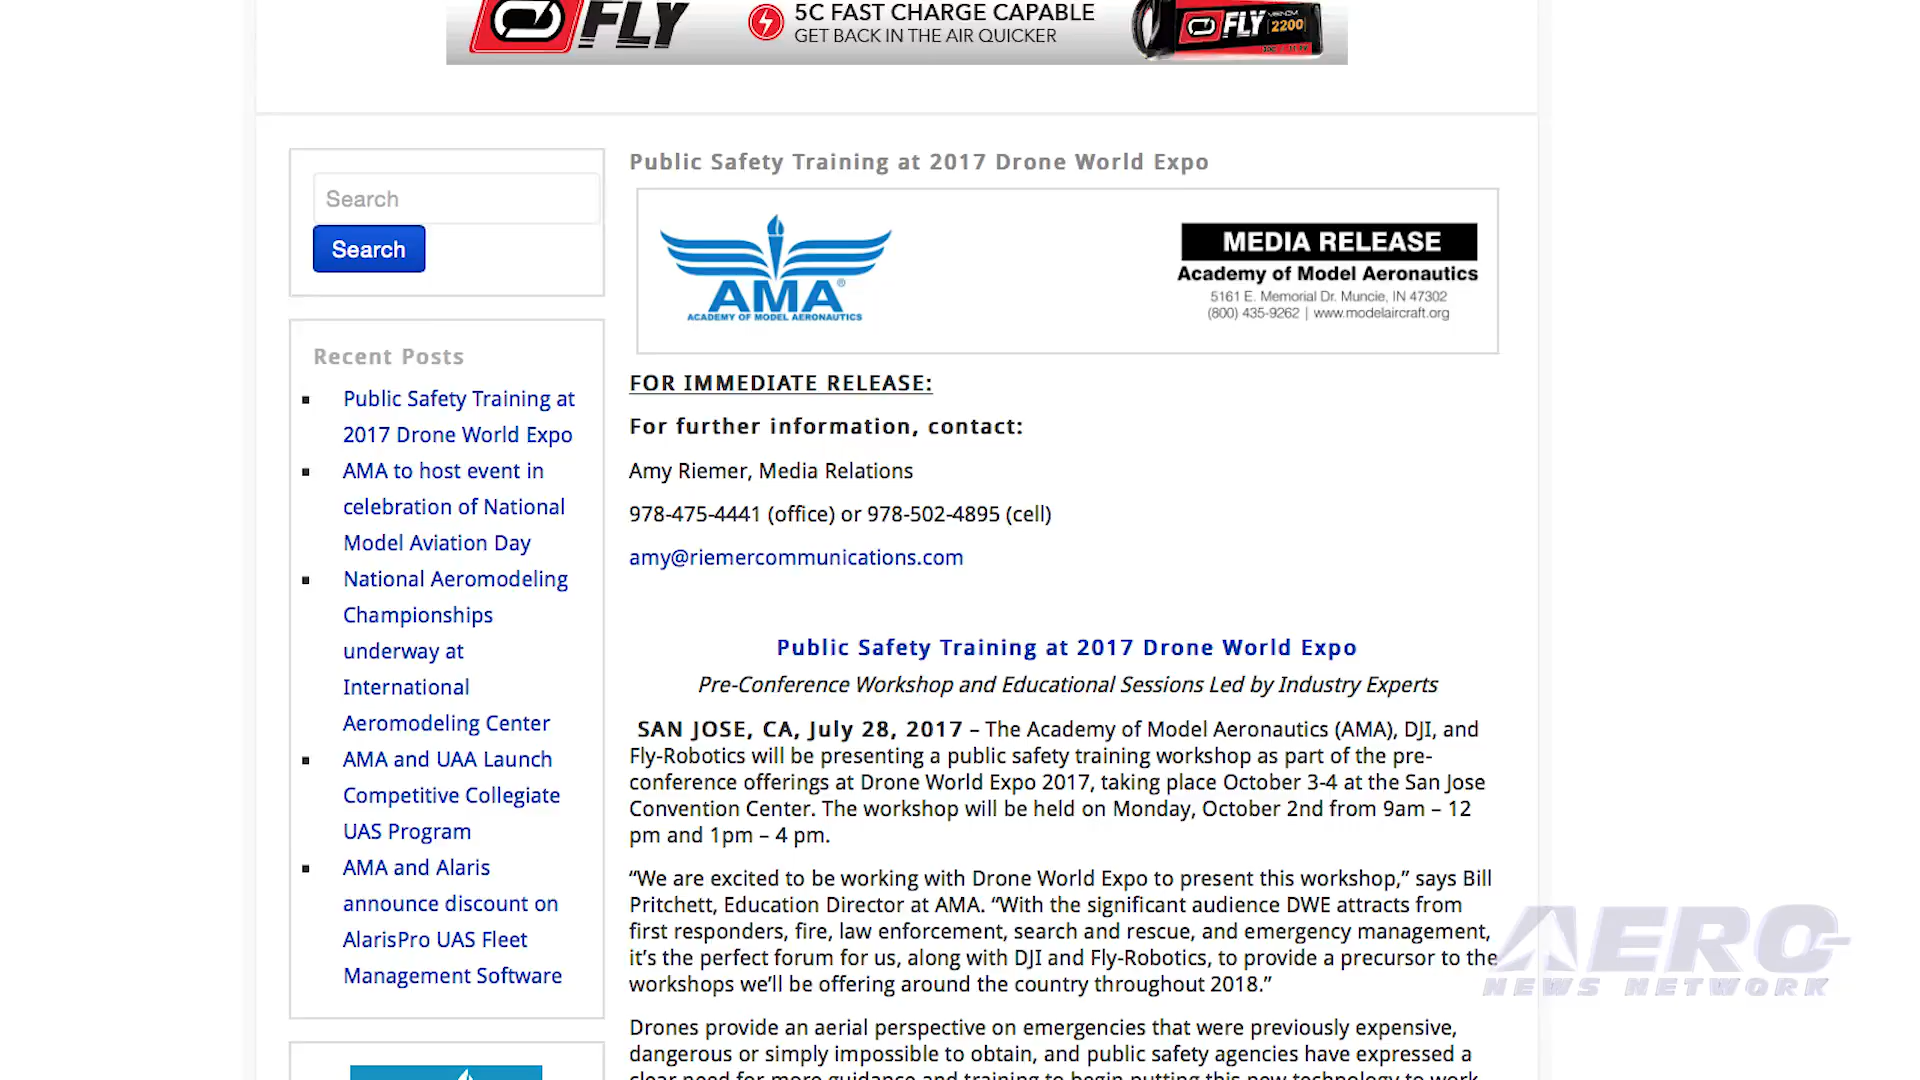 FLY
5C FAST CHARGE CAPABLE
GET BACK IN THE AIR QUICKER
FLY
2200
Public Safety Training at 2017 Drone World Expo
Search
Search
AMA®
ACADEMY OF MODEL AERONAUTICS
MEDIA RELEASE
Academy of Model Aeronautics
5161 E. Memorial Dr. Muncie, IN 47302
(800) 435-9262 | www.modelaircraft.org
Recent Posts
Public Safety Training at
2017 Drone World Expo
AMA to host event in
celebration of National
Model Aviation Day
National Aeromodeling
Championships
underway at
International
Aeromodeling Center
AMA and UAA Launch
Competitive Collegiate
UAS Program
AMA and Alaris
announce discount on
AlarisPro UAS Fleet
Management Software
FOR IMMEDIATE RELEASE:
For further information, contact:
Amy Riemer, Media Relations
978-475-4441 (office) or 978-502-4895 (cell)
amy@riemercommunications.com
Public Safety Training at 2017 Drone World Expo
Pre-Conference Workshop and Educational Sessions Led by Industry Experts
SAN JOSE, CA, July 28, 2017 – The Academy of Model Aeronautics (AMA), DJI, and
Fly-Robotics will be presenting a public safety training workshop as part of the pre-
conference offerings at Drone World Expo 2017, taking place October 3-4 at the San Jose
Convention Center. The workshop will be held on Monday, October 2nd from 9am – 12
pm and 1pm – 4 pm.
“We are excited to be working with Drone World Expo to present this workshop,” says Bill
Pritchett, Education Director at AMA. “With the significant audience DWE attracts from
first responders, fire, law enforcement, search and rescue, and emergency management,
it’s the perfect forum for us, along with DJI and Fly-Robotics, to provide a precursor to the
workshops we’ll be offering around the country throughout 2018.”
Drones provide an aerial perspective on emergencies that were previously expensive,
dangerous or simply impossible to obtain, and public safety agencies have expressed a
clear need for more guidance and training to begin putting this new technology to work
AERO-
NEWS NETWORK